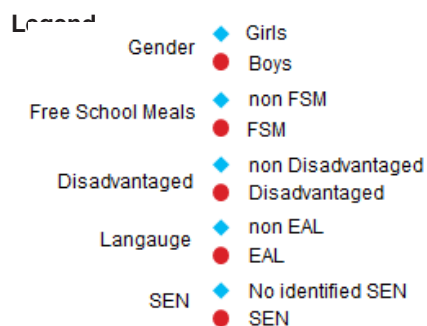 Legend
Gender
Girls
Boys
Free School Meals
non FSM
FSM
Disadvantaged
non Disadvantaged
Disadvantaged
Langauge
non EAL
EAL
SEN
No identified SEN
SEN